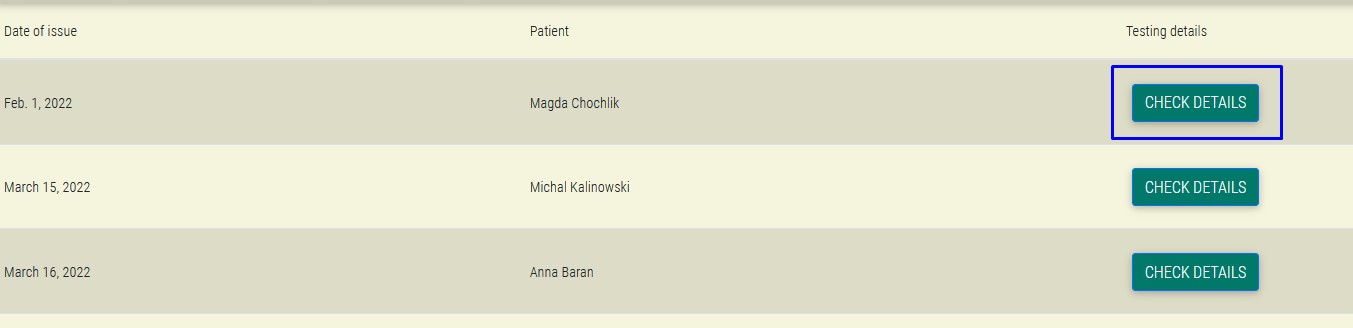 Date of issue Patient Testing details
Feb. 1, 2022 Magda Chochlik CHECK DETAILS
March 15, 2022 Michal Kalinowski CHECK DETAILS
March 16, 2022 Anna Baran CHECK DETAILS